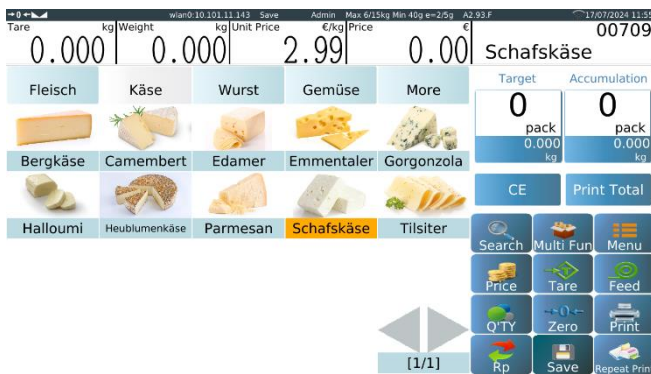 →0← wlan0:10.101.11.143 Save Admin Max 6/15kg Min 40g e=2/5g A2.93.F 17/07/2024 11:55
Tare kg Weight kg Unit Price €/kg Price € 00709
0.000 0.000 2.99 0.00 Schafskäse
Fleisch Käse Wurst Gemüse More
Target Accumulation
0 0
pack pack
0.000 0.000
kg kg
Bergkäse Camembert Edamer Emmentaler Gorgonzola
CE Print Total
Halloumi Heublumenkäse Parmesan Schafskäse Tilsiter
Search Multi Fun Menu
Price Tare Feed
Q'TY Zero Print
[1/1]
Rp Save Repeat Prin